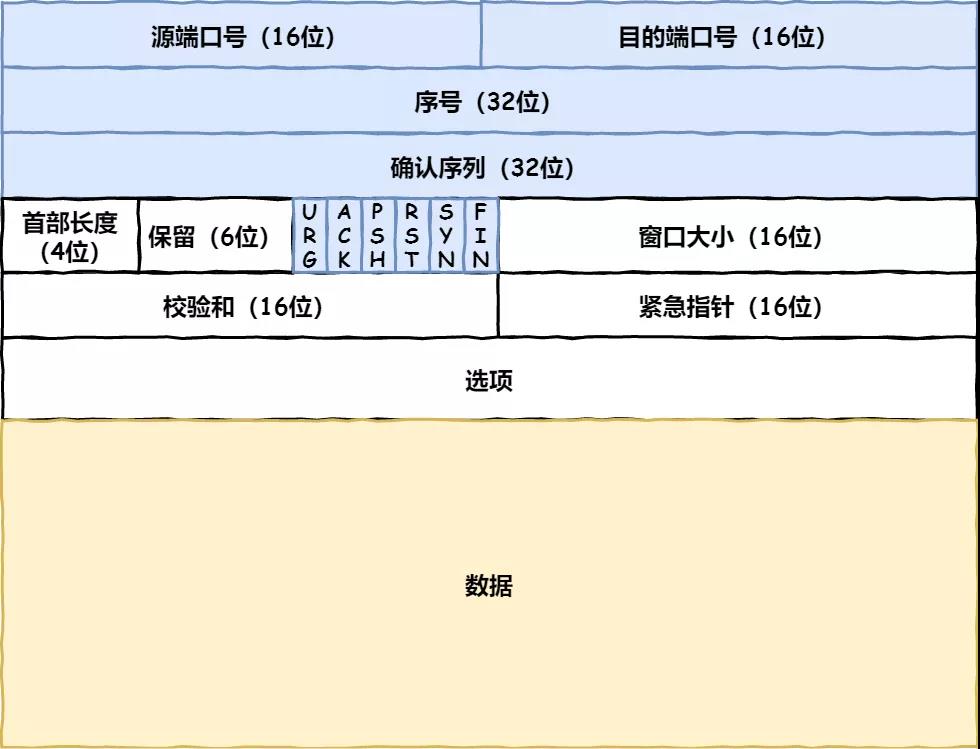 源端口号（16位）
目的端口号（16位）
序号（32位）
确认序列（32位）
首部长度
（4位）
保留（6位）
URG
ACK
PSH
RST
SYN
FIN
窗口大小（16位）
校验和（16位）
紧急指针（16位）
选项
数据